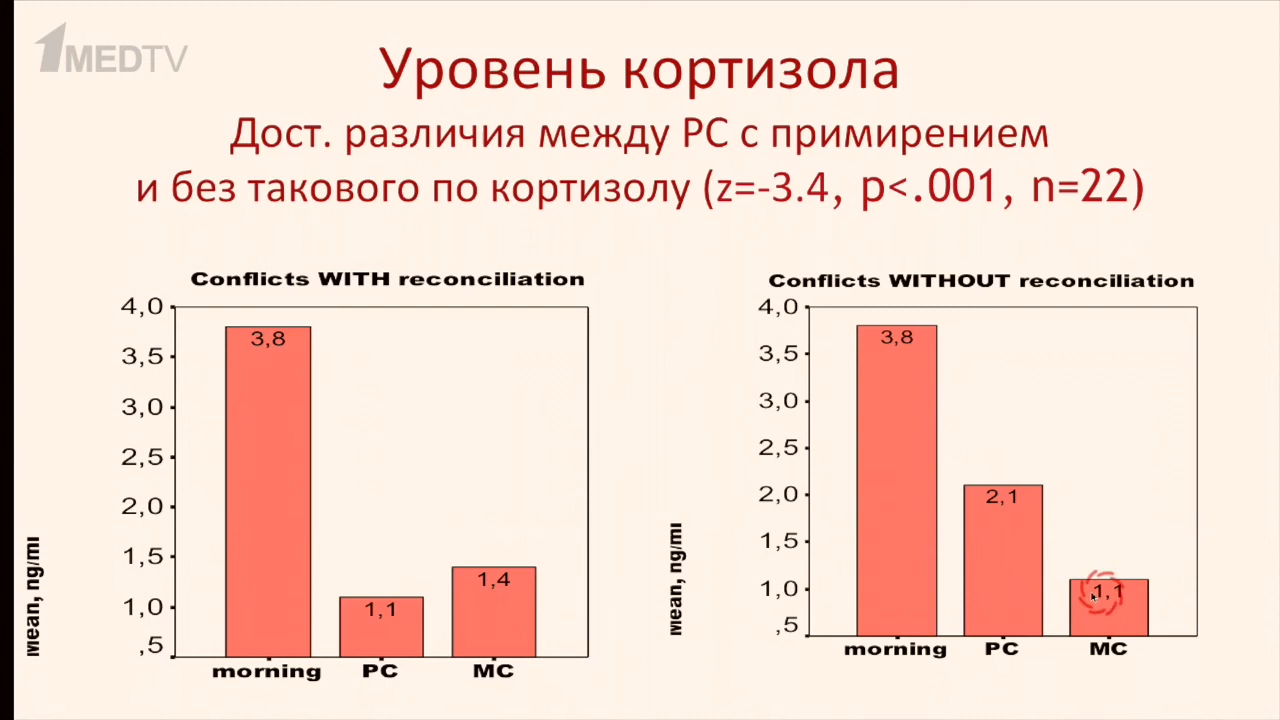 1MEDTV
Уровень кортизола
Дост. различия между РС с примирением
и без такового по кортизолу (z=-3.4, p<.001, n=22)
Conflicts WITH reconciliation
4,0
3,5
3,0
2,5
2,0
1,5
1,0
,5
Mean, ng/ml
3,8
1,1
1,4
morning PC MC
Conflicts WITHOUT reconciliation
4,0
3,5
3,0
2,5
2,0
1,5
1,0
,5
Mean, ng/ml
3,8
2,1
1,1
morning PC MC